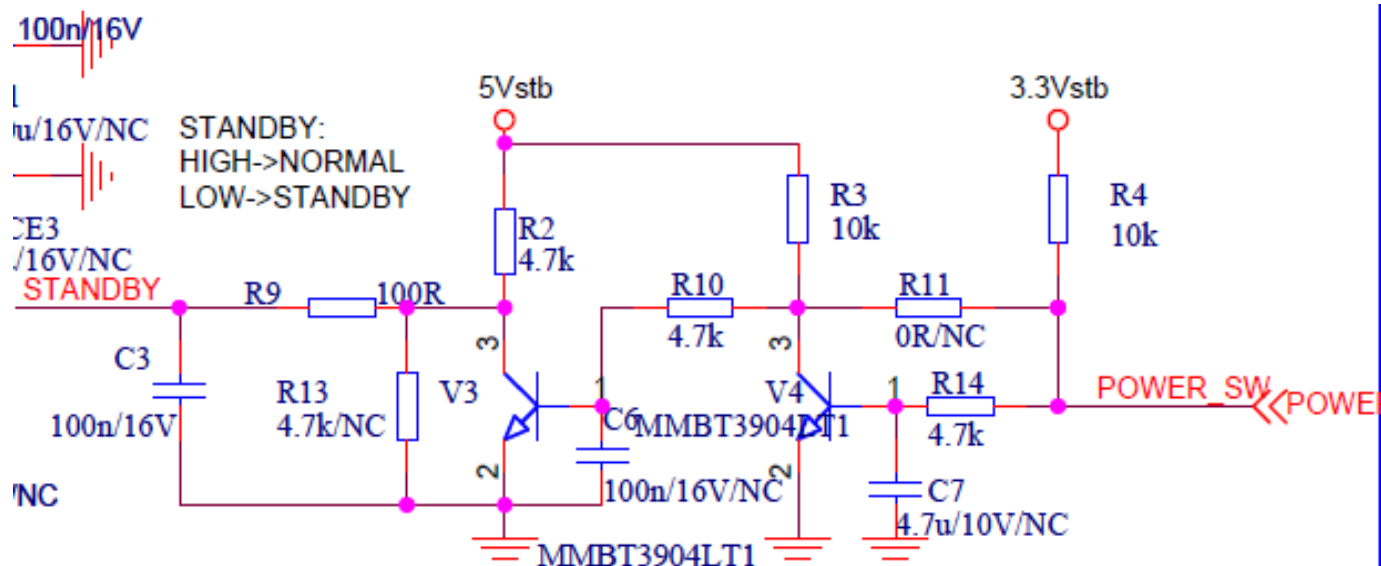 100n/16V
5Vstb
3.3Vstb
0u/16V/NC
STANDBY:
HIGH->NORMAL
LOW->STANDBY
R3
10k
R4
10k
CE3
/16V/NC
R2
4.7k
STANDBY
R9
100R
R10
4.7k
R11
0R/NC
C3
100n/16V
R13
4.7k/NC
V3
3
1
2
C6
100n/16V/NC
V4
MMBT3904LT1
3
1
2
R14
4.7k
POWER_SW
POWE
C7
4.7u/10V/NC
/NC
MMBT3904LT1